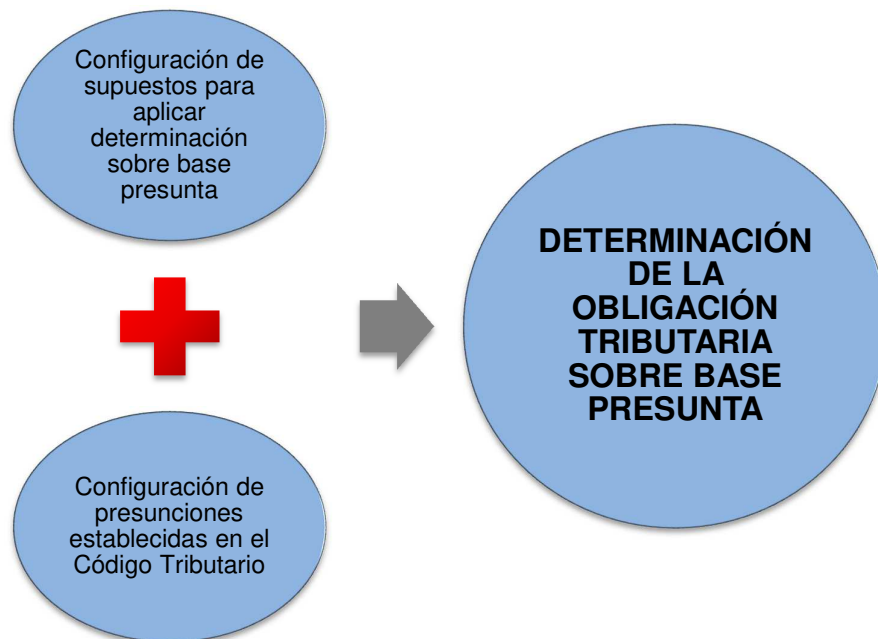 Configuración de
supuestos para
aplicar
determinación
sobre base
presunta
Configuración de
presunciones
establecidas en el
Código Tributario
DETERMINACIÓN
DE LA
OBLIGACIÓN
TRIBUTARIA
SOBRE BASE
PRESUNTA